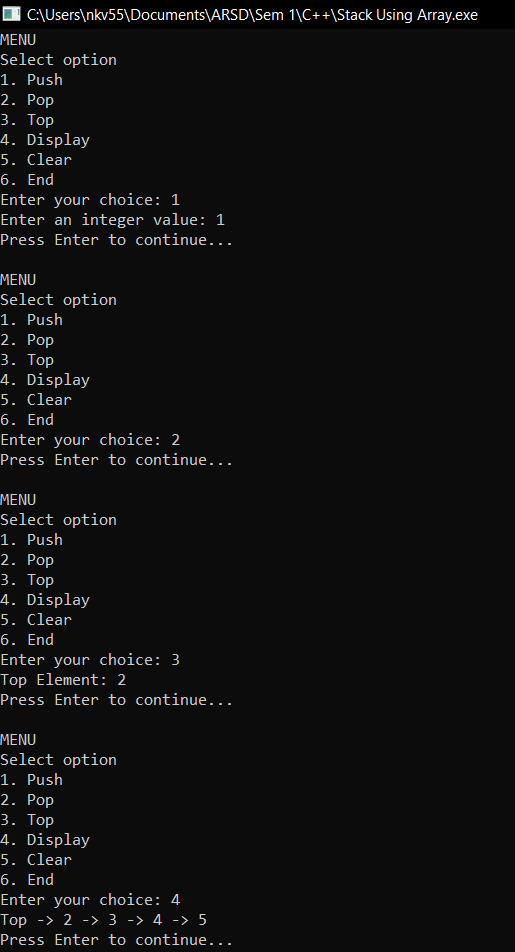 C:\Users\nkv55\Documents\ARSD\Sem 1\C++\Stack Using Array.exe
MENU
Select option
1. Push
2. Pop
3. Top
4. Display
5. Clear
6. End
Enter your choice: 1
Enter an integer value: 1
Press Enter to continue...
MENU
Select option
1. Push
2. Pop
3. Top
4. Display
5. Clear
6. End
Enter your choice: 2
Press Enter to continue...
MENU
Select option
1. Push
2. Pop
3. Top
4. Display
5. Clear
6. End
Enter your choice: 3
Top Element: 2
Press Enter to continue...
MENU
Select option
1. Push
2. Pop
3. Top
4. Display
5. Clear
6. End
Enter your choice: 4
Top -> 2 -> 3 -> 4 -> 5
Press Enter to continue...